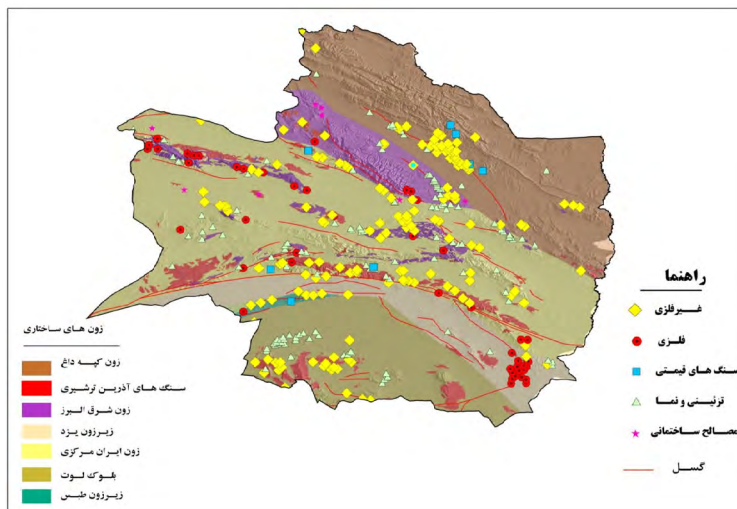 راهنما
غیرفلزی
فلزی
سنگ های قیمتی
تزئینی و نما
مصالح ساختمانی
گسل
زون های ساختاری
زون کپه داغ
سنگ های آذرین ترشیری
زون شرق البرز
زیرزون یزد
زون ایران مرکزی
بلوک لوت
زیرزون طبس